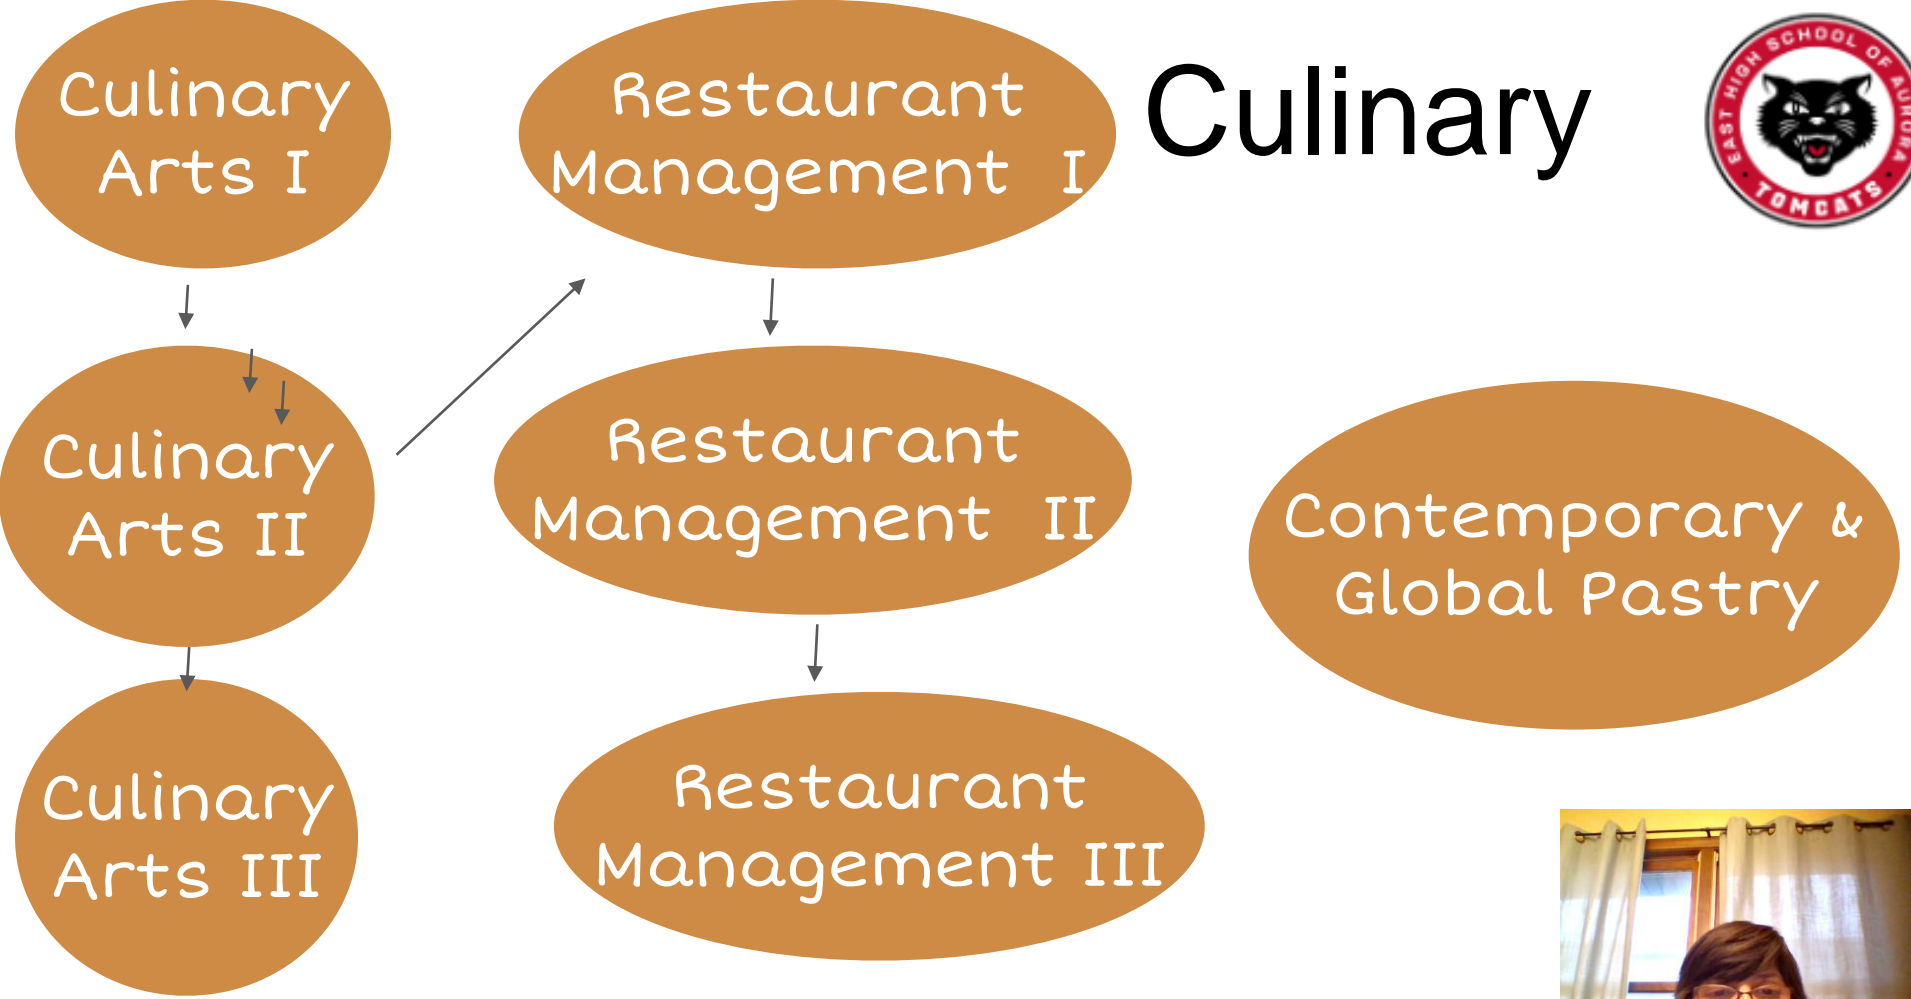 Culinary
Arts I
Restaurant
Management I
Culinary
EAST HIGH SCHOOL OF AURORA
TOMCATS
Culinary
Arts II
Restaurant
Management II
Contemporary &
Global Pastry
Culinary
Arts III
Restaurant
Management III